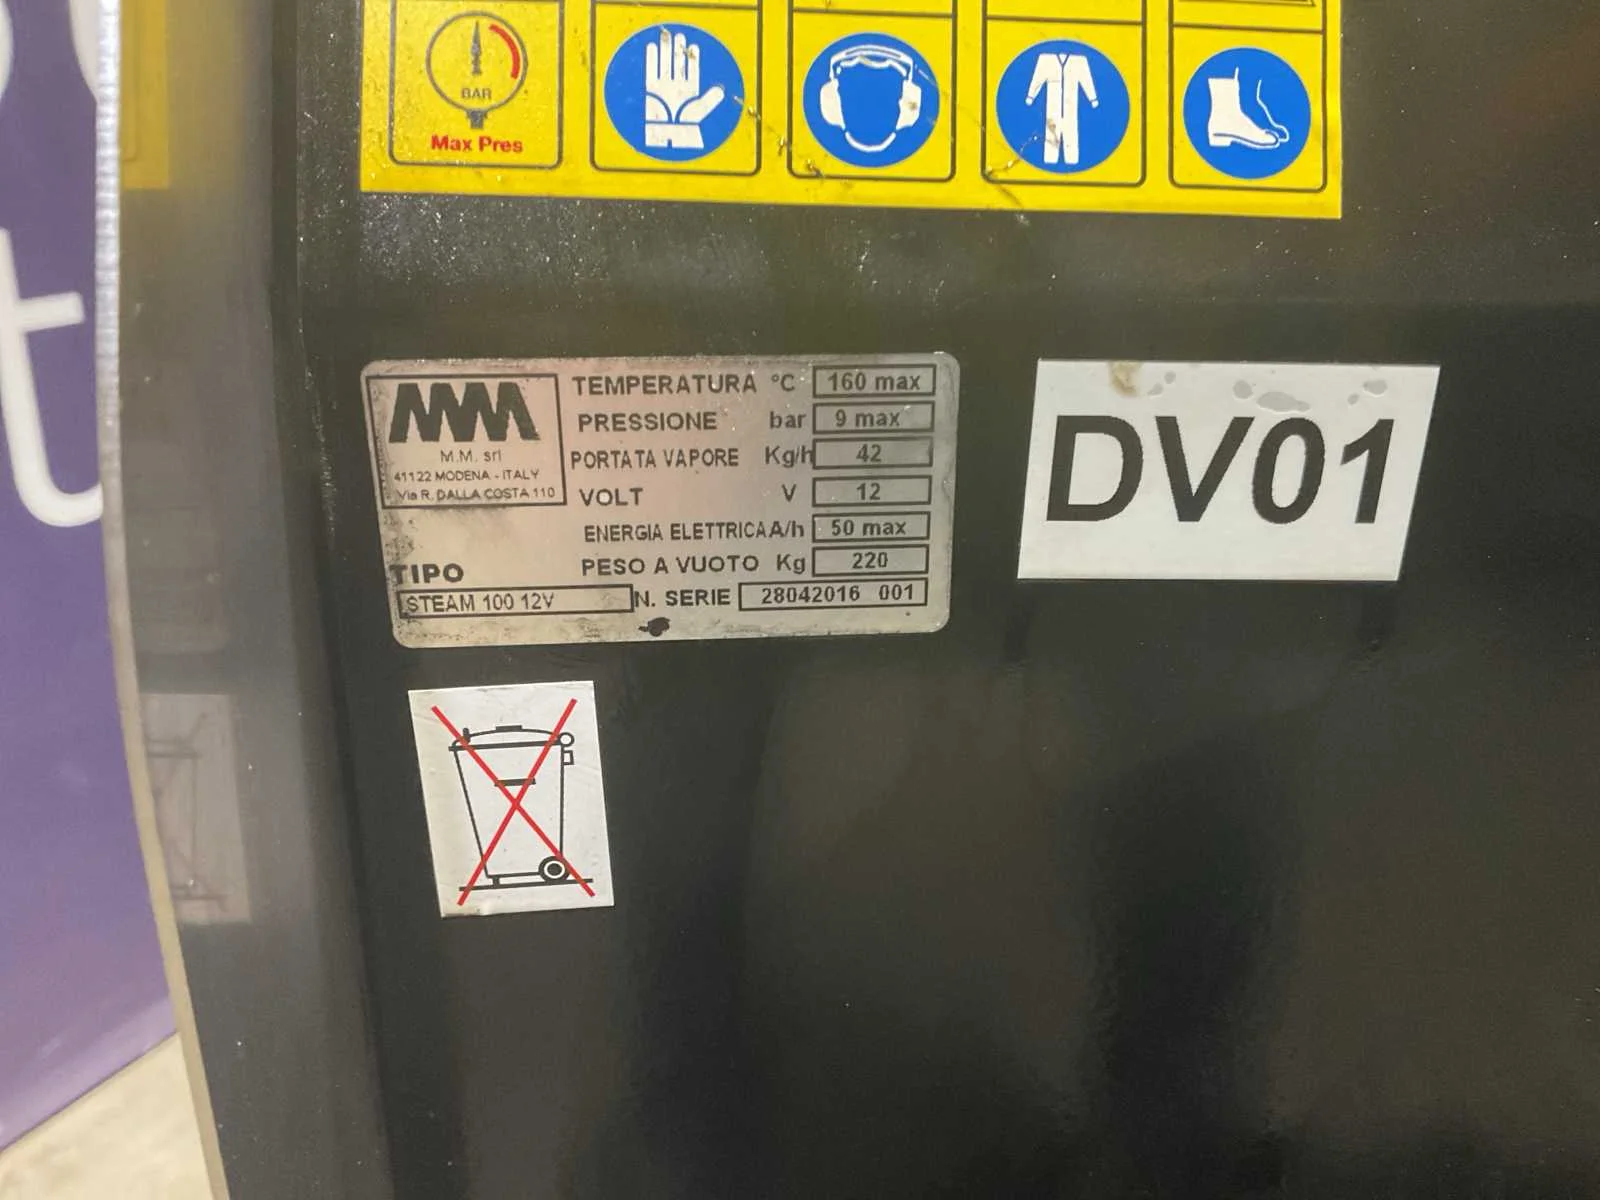 BAR
Max Pres
MM
M.M. srl
41122 MODENA - ITALY
Via R. DALLA COSTA 110
TEMPERATURA °C 160 max
PRESSIONE bar 9 max
PORTATA VAPORE Kg/h 42
VOLT V 12
ENERGIA ELETTRICA A/h 50 max
PESO A VUOTO Kg 220
TIPO
STEAM 100 12V
N. SERIE 28042016 001
DV01
t